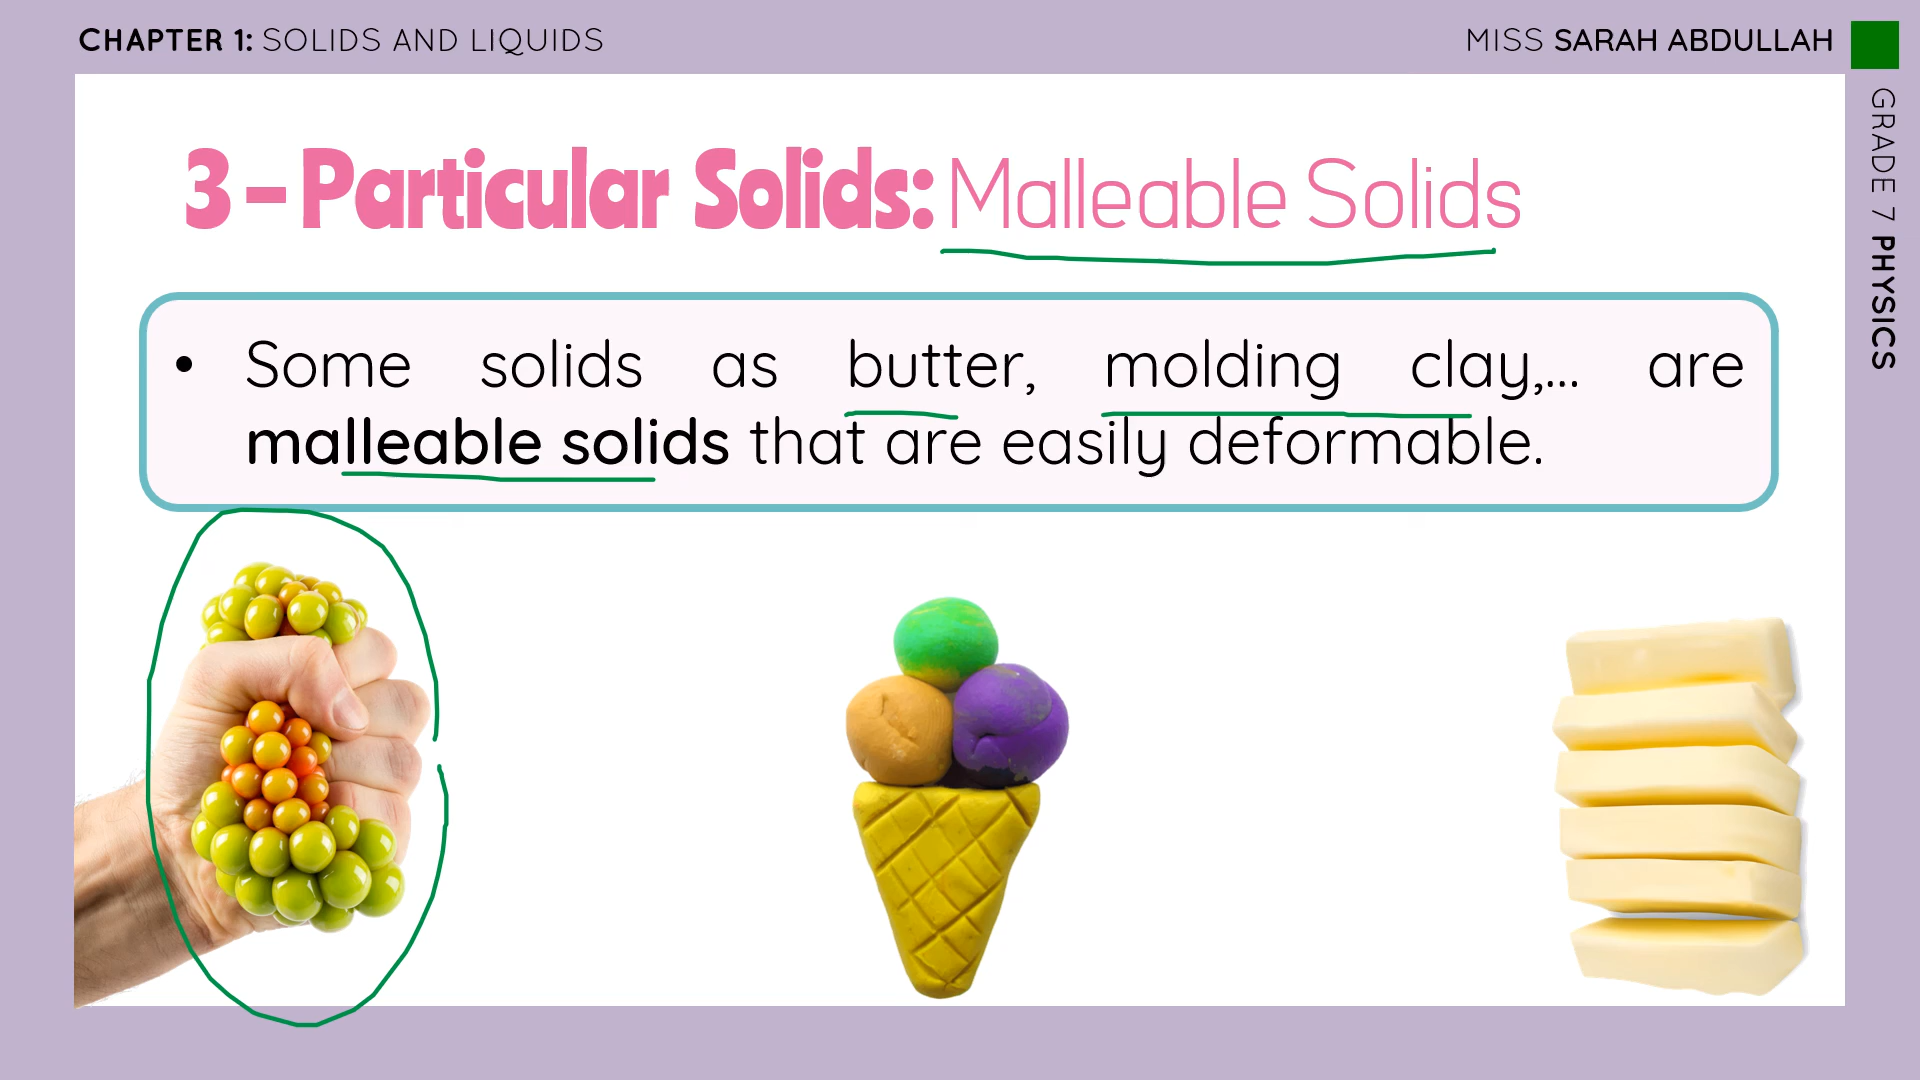 CHAPTER 1: SOLIDS AND LIQUIDS
MISS SARAH ABDULLAH
GRADE 7 PHYSICS
3 - Particular Solids: Malleable Solids
• Some solids as butter, molding clay,... are
malleable solids that are easily deformable.